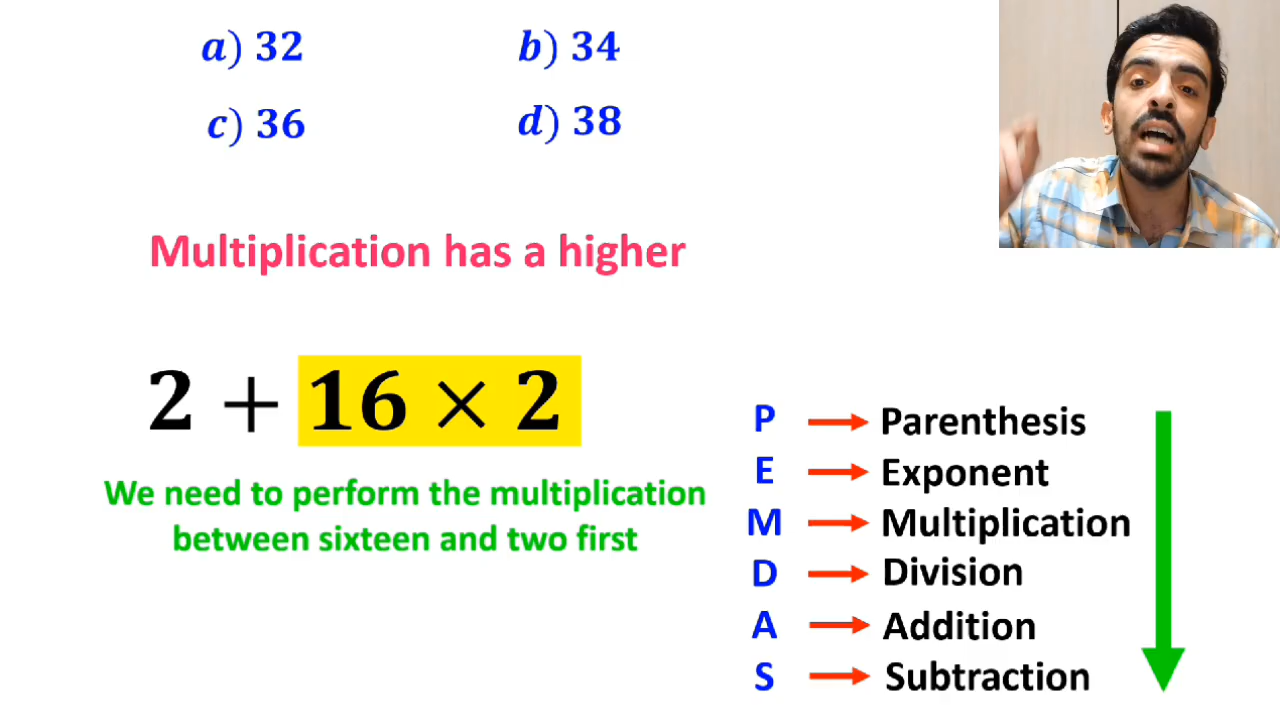 a) 32
b) 34
c) 36
d) 38
Multiplication has a higher
2 + 16 × 2
We need to perform the multiplication
between sixteen and two first
P → Parenthesis
E → Exponent
M → Multiplication
D → Division
A → Addition
S → Subtraction